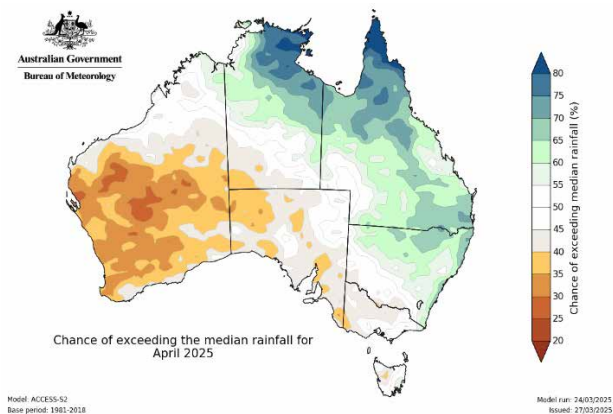 Australian Government
Bureau of Meteorology
80
75
70
65
60
55
45
40
35
30
25
20
Chance of exceeding median rainfall (%)
Chance of exceeding the median rainfall for
April 2025
Model: ACCESS-S2
Base period: 1981-2018
Model run: 24/03/2025
Issued: 27/03/2025